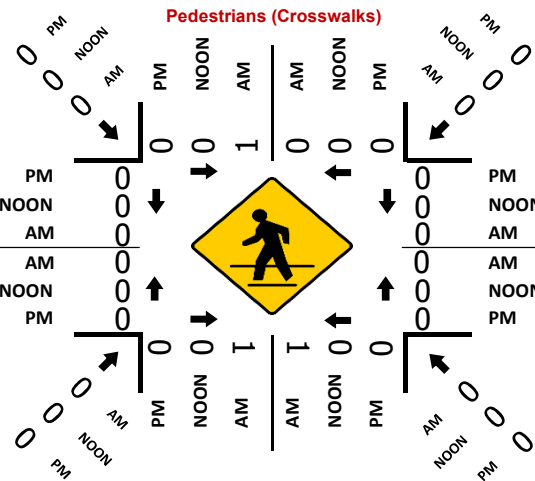 Pedestrians (Crosswalks)
PM NOON AM
0 0 0
PM NOON AM AM NOON PM
0 0 1 0 0 0
PM NOON AM
0 0 0
PM 0
NOON 0
AM 0
AM 0
NOON 0
PM 0
0 PM
0 NOON
0 AM
0 AM
0 NOON
0 PM
0 0 1 1 0 0
PM NOON AM AM NOON PM
0 0 0
AM NOON PM
0 0 0
AM NOON PM